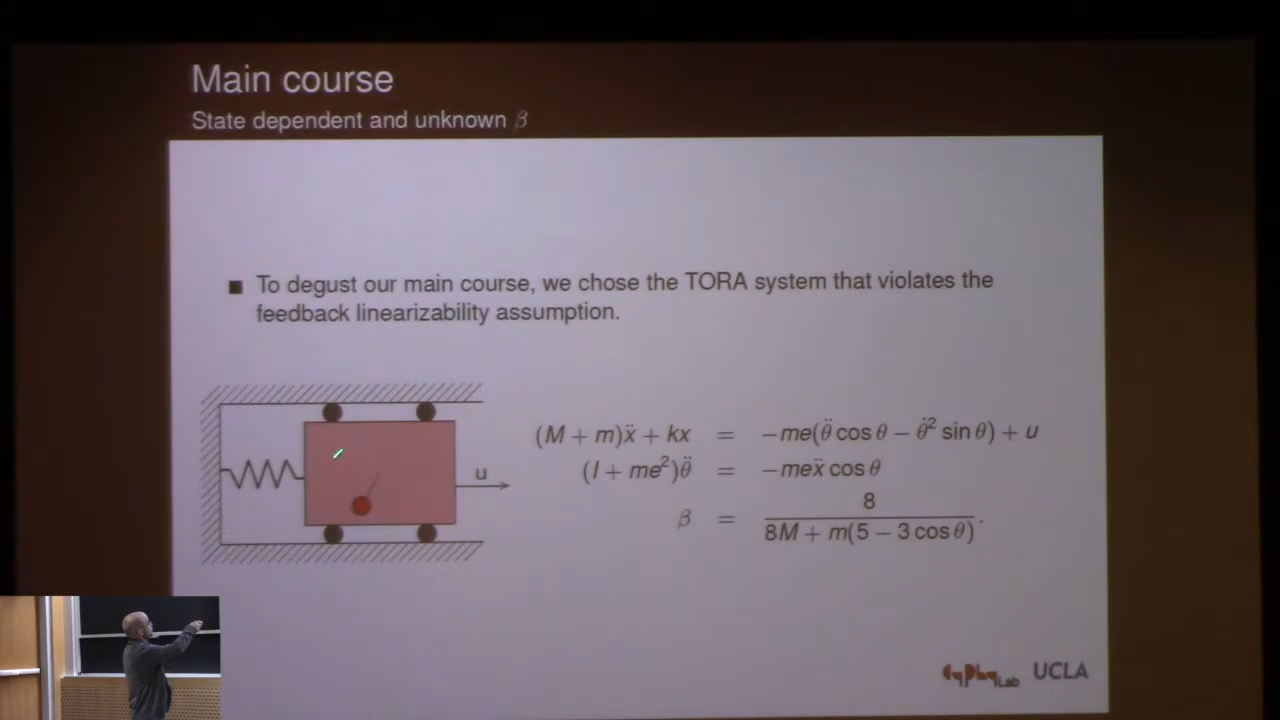 Main course
State dependent and unknown β
To degust our main course, we chose the TORA system that violates the
feedback linearizability assumption.
(M + m)ẍ + kx = −me(θ̈ cos θ − θ̇² sin θ) + u
(I + me²)θ̈ = −meẍ cos θ
β = 8 / 8M + m(5 − 3 cos θ) .
u
CyPhyLab UCLA